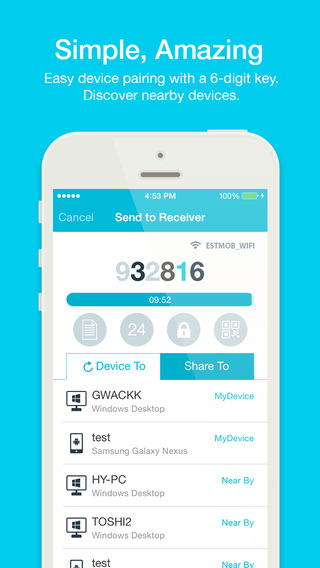 Simple, Amazing
Easy device pairing with a 6-digit key.
Discover nearby devices.
4:53 PM
100%
Cancel
Send to Receiver
ESTMOB_WIFI
932816
09:52
24
Device To
Share To
GWACKK
Windows Desktop
MyDevice
test
Samsung Galaxy Nexus
MyDevice
HY-PC
Windows Desktop
Near By
TOSHI2
Windows Desktop
Near By
test
Near By